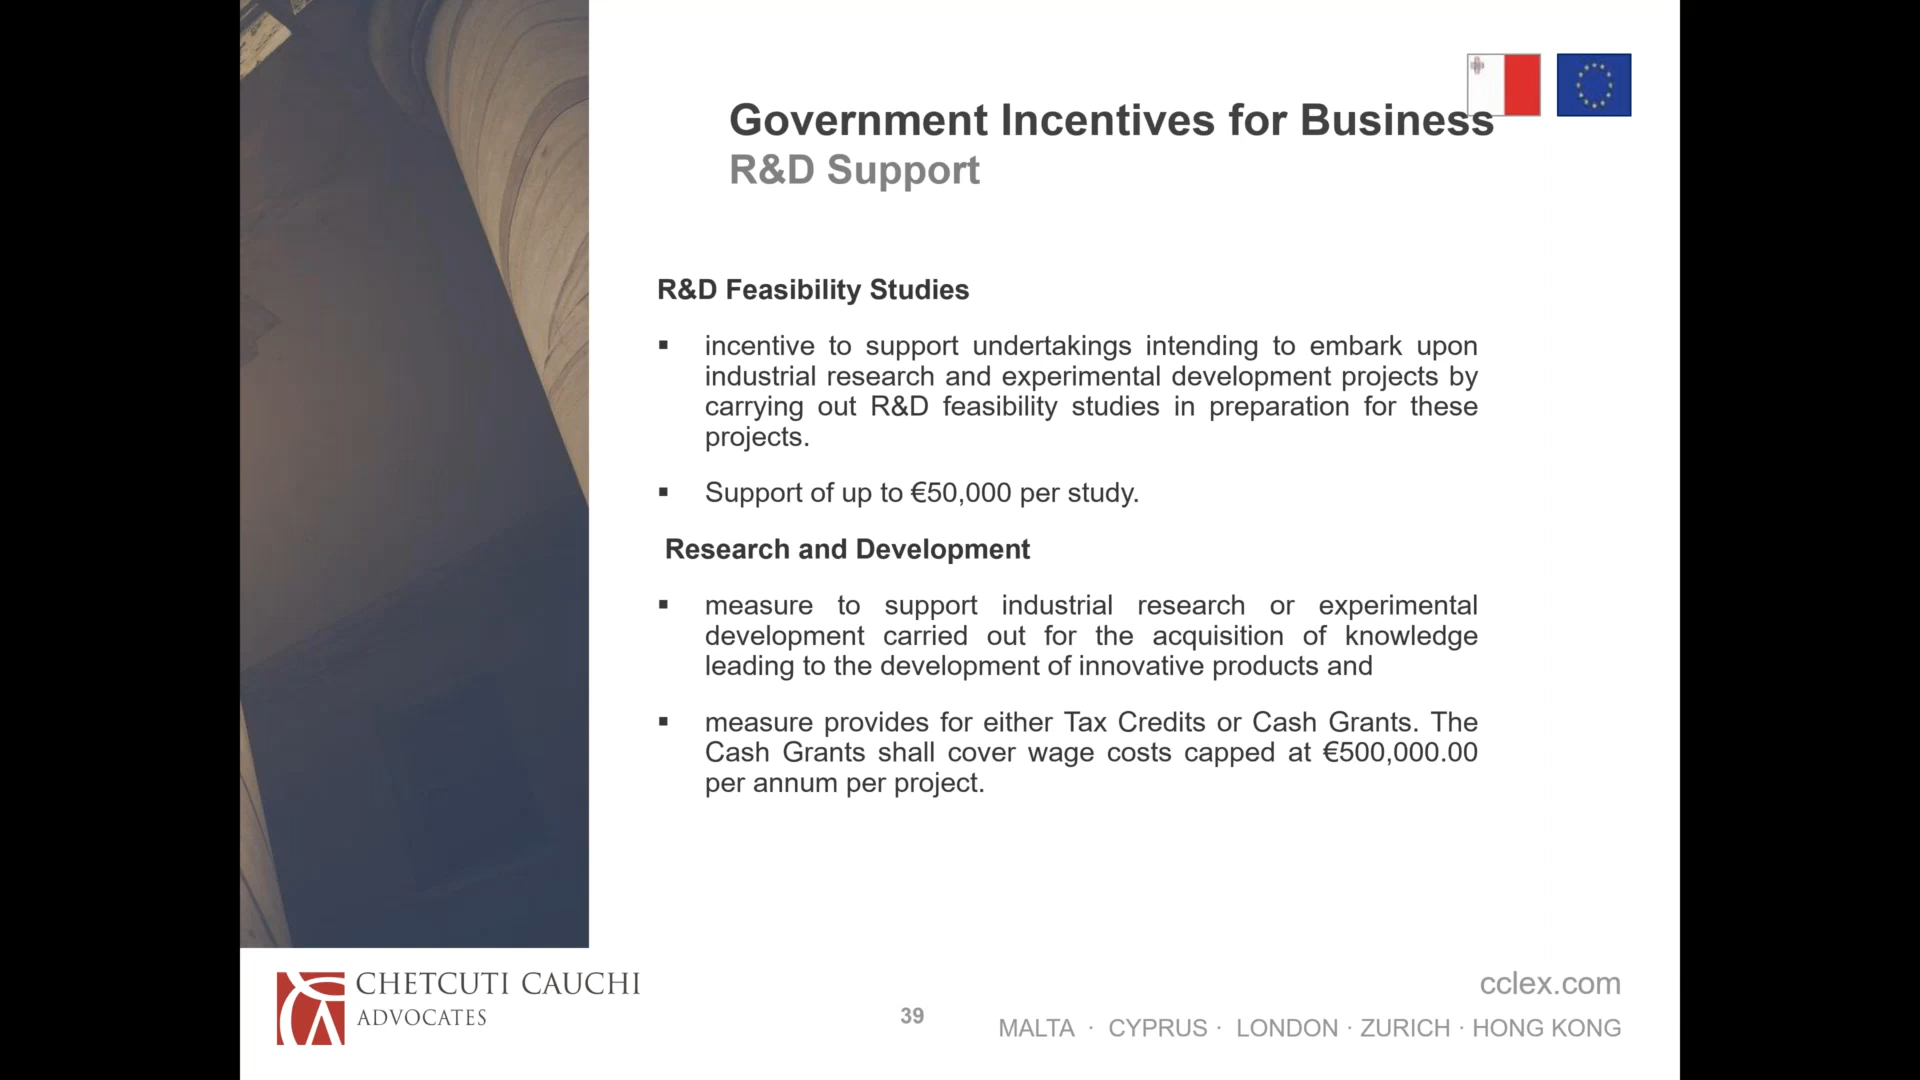 Government Incentives for Business
R&D Support
R&D Feasibility Studies
▪ incentive to support undertakings intending to embark upon
industrial research and experimental development projects by
carrying out R&D feasibility studies in preparation for these
projects.
▪ Support of up to €50,000 per study.
Research and Development
▪ measure to support industrial research or experimental
development carried out for the acquisition of knowledge
leading to the development of innovative products and
▪ measure provides for either Tax Credits or Cash Grants. The
Cash Grants shall cover wage costs capped at €500,000.00
per annum per project.
CHETCUTI CAUCHI
ADVOCATES
39
cclex.com
MALTA · CYPRUS · LONDON · ZURICH · HONG KONG